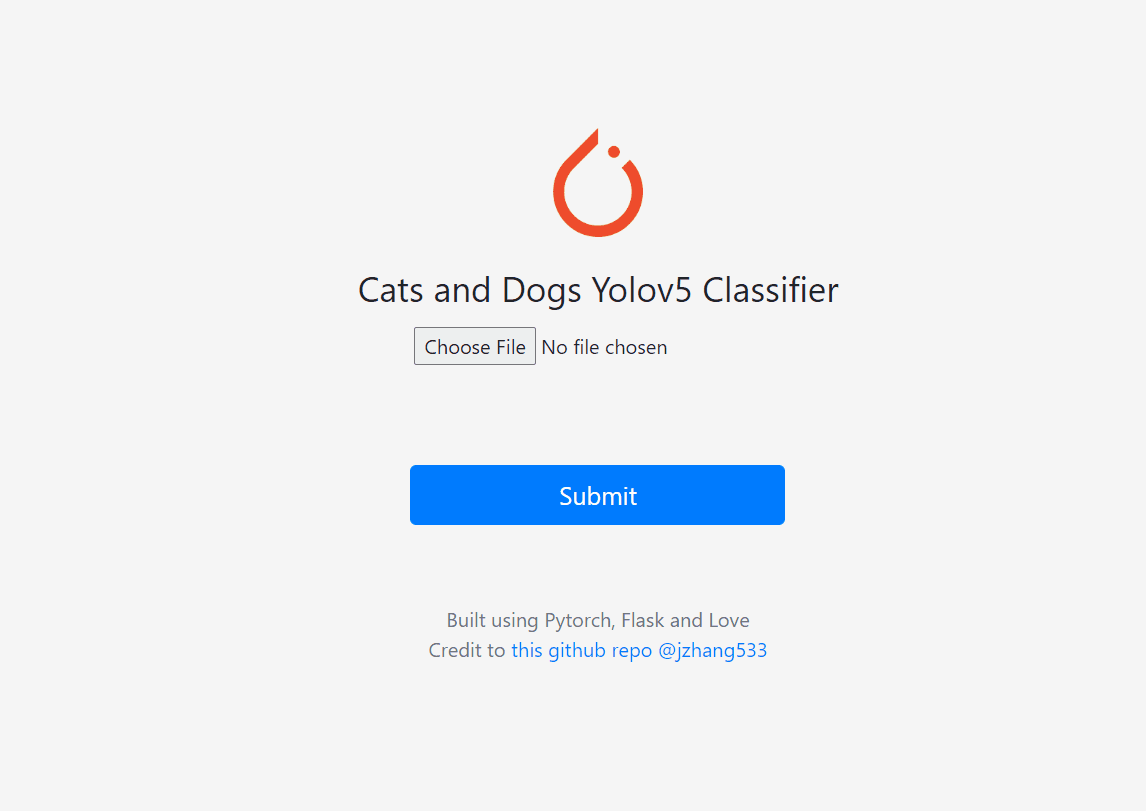 Cats and Dogs Yolov5 Classifier
Choose File No file chosen
Submit
Built using Pytorch, Flask and Love
Credit to this github repo @jzhang533